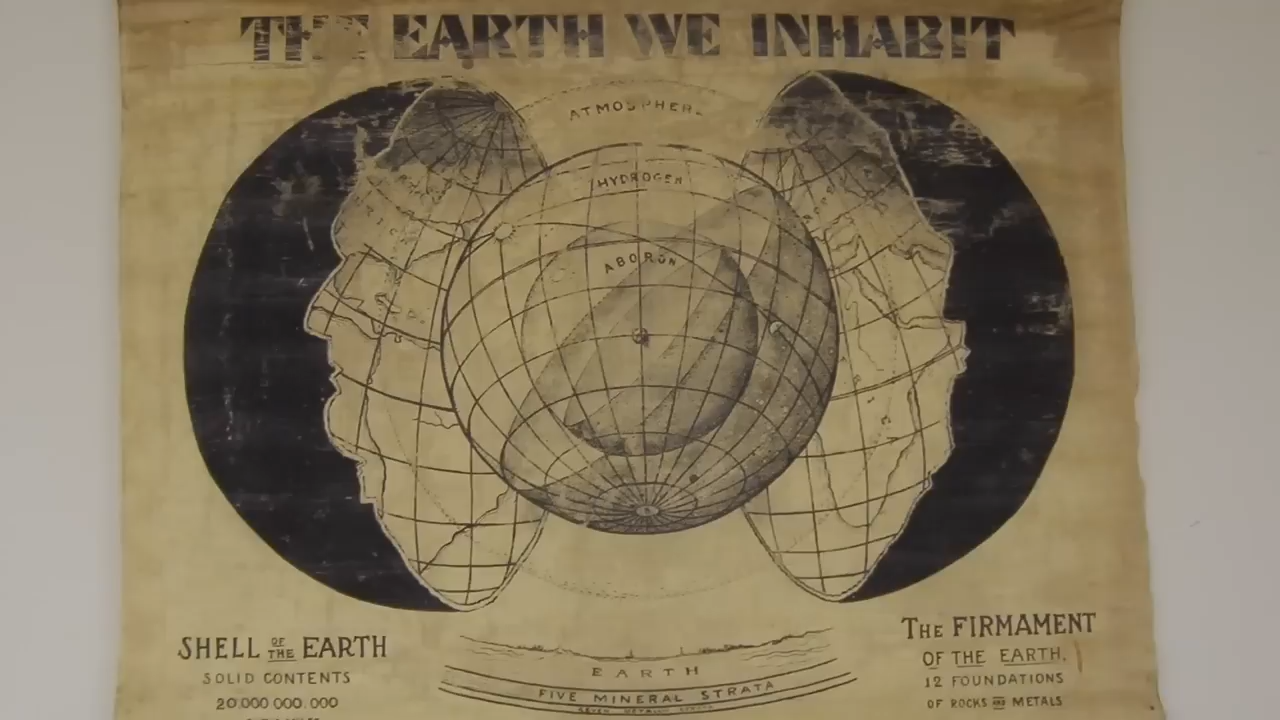 THE EARTH WE INHABIT
ATMOSPHERE
HYDROGEN
ABORON
SHELL OF THE EARTH
SOLID CONTENTS
20,000,000,000
THE FIRMAMENT
OF THE EARTH.
12 FOUNDATIONS
OF ROCKS AND METALS
EARTH
FIVE MINERAL STRATA